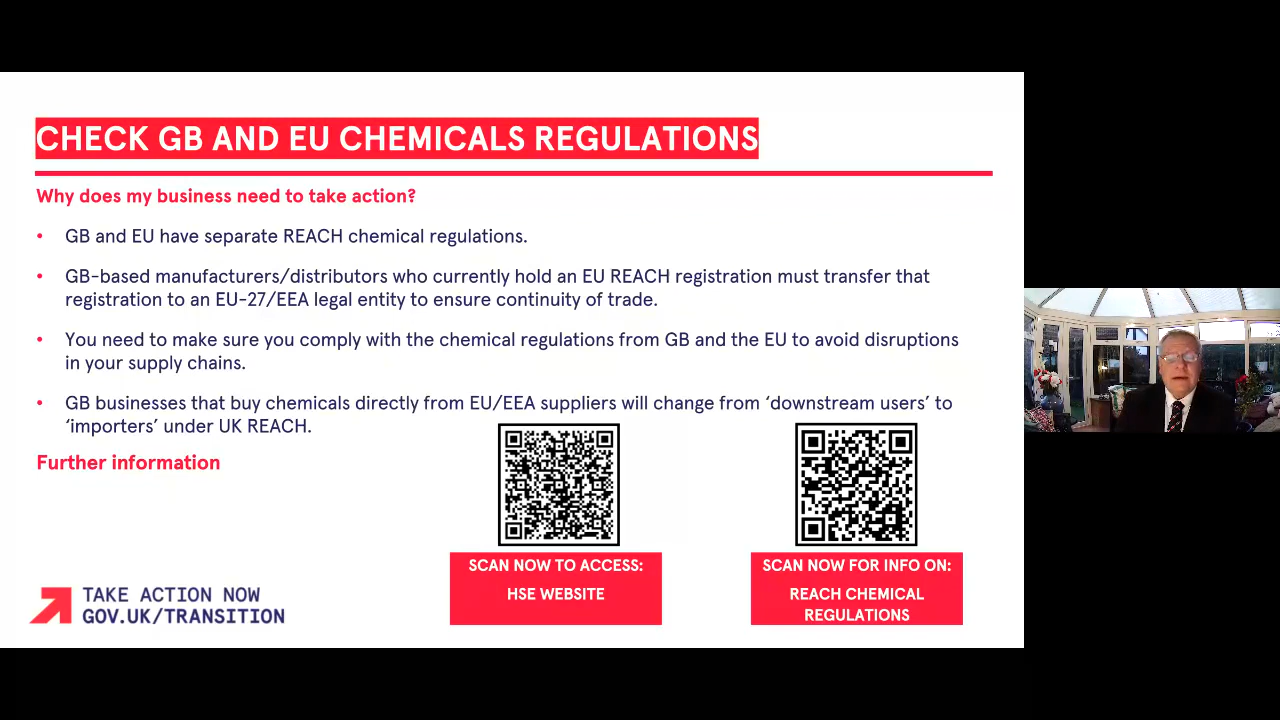 CHECK GB AND EU CHEMICALS REGULATIONS
Why does my business need to take action?
• GB and EU have separate REACH chemical regulations.
• GB-based manufacturers/distributors who currently hold an EU REACH registration must transfer that
registration to an EU-27/EEA legal entity to ensure continuity of trade.
• You need to make sure you comply with the chemical regulations from GB and the EU to avoid disruptions
in your supply chains.
• GB businesses that buy chemicals directly from EU/EEA suppliers will change from ‘downstream users’ to
‘importers’ under UK REACH.
Further information
SCAN NOW TO ACCESS:
HSE WEBSITE
SCAN NOW FOR INFO ON:
REACH CHEMICAL
REGULATIONS
TAKE ACTION NOW
GOV.UK/TRANSITION